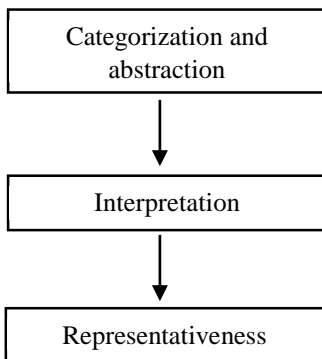 Categorization and
abstraction
Interpretation
Representativeness